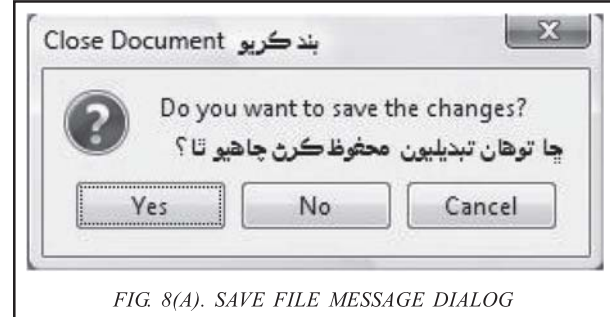 Close Document بند ڪريو
Do you want to save the changes?
ڇا توهان تبديليون محفوظ ڪرڻ چاهيو ٿا؟
Yes No Cancel
FIG. 8(A). SAVE FILE MESSAGE DIALOG